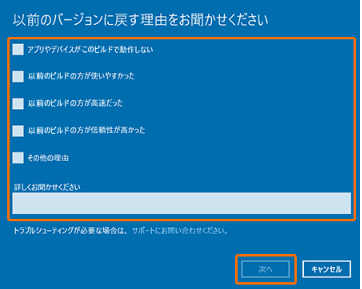 以前のバージョンに戻す理由をお聞かせください
アプリやデバイスがこのビルドで動作しない
以前のビルドの方が使いやすかった
以前のビルドの方が高速だった
以前のビルドの方が信頼性が高かった
その他の理由
詳しくお聞かせください
トラブルシューティングが必要な場合は、サポートにお問い合わせください。
次へ
キャンセル